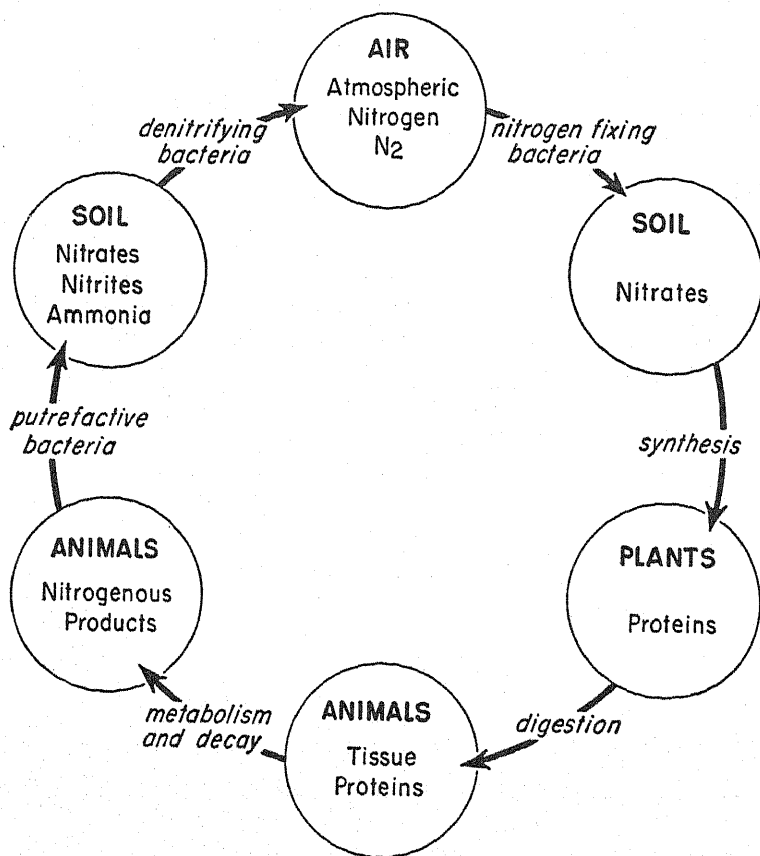 AIR
Atmospheric
Nitrogen
N2
nitrogen fixing
bacteria
SOIL
Nitrates
synthesis
PLANTS
Proteins
digestion
ANIMALS
Tissue
Proteins
metabolism
and decay
ANIMALS
Nitrogenous
Products
putrefactive
bacteria
SOIL
Nitrates
Nitrites
Ammonia
denitrifying
bacteria